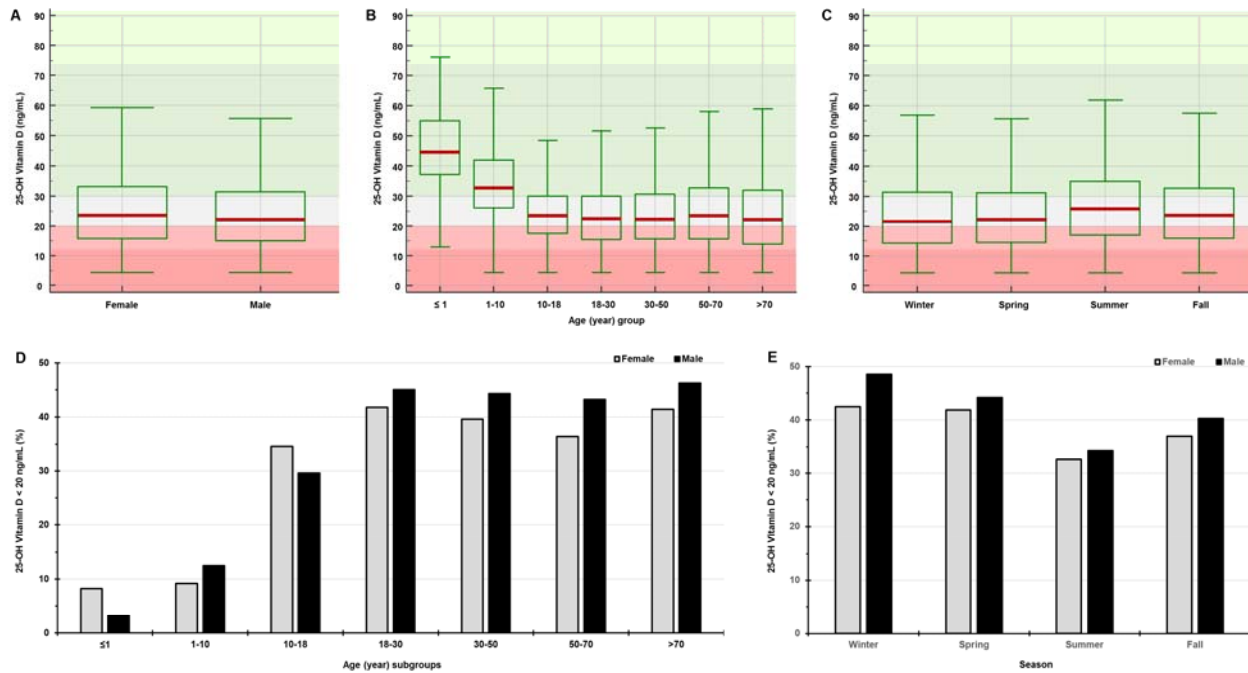 A
25-OH Vitamin D (ng/mL)
90
80
70
60
50
40
30
20
10
0
Female Male
B
25-OH Vitamin D (ng/mL)
90
80
70
60
50
40
30
20
10
0
≤ 1 1-10 10-18 18-30 30-50 50-70 >70
Age (year) group
C
25-OH Vitamin D (ng/mL)
90
80
70
60
50
40
30
20
10
0
Winter Spring Summer Fall
D
Female Male
25-OH Vitamin D < 20 ng/mL (%)
50
40
30
20
10
0
≤1 1-10 10-18 18-30 30-50 50-70 >70
Age (year) subgroups
E
Female Male
25-OH Vitamin D < 20 ng/mL (%)
50
40
30
20
10
0
Winter Spring Summer Fall
Season